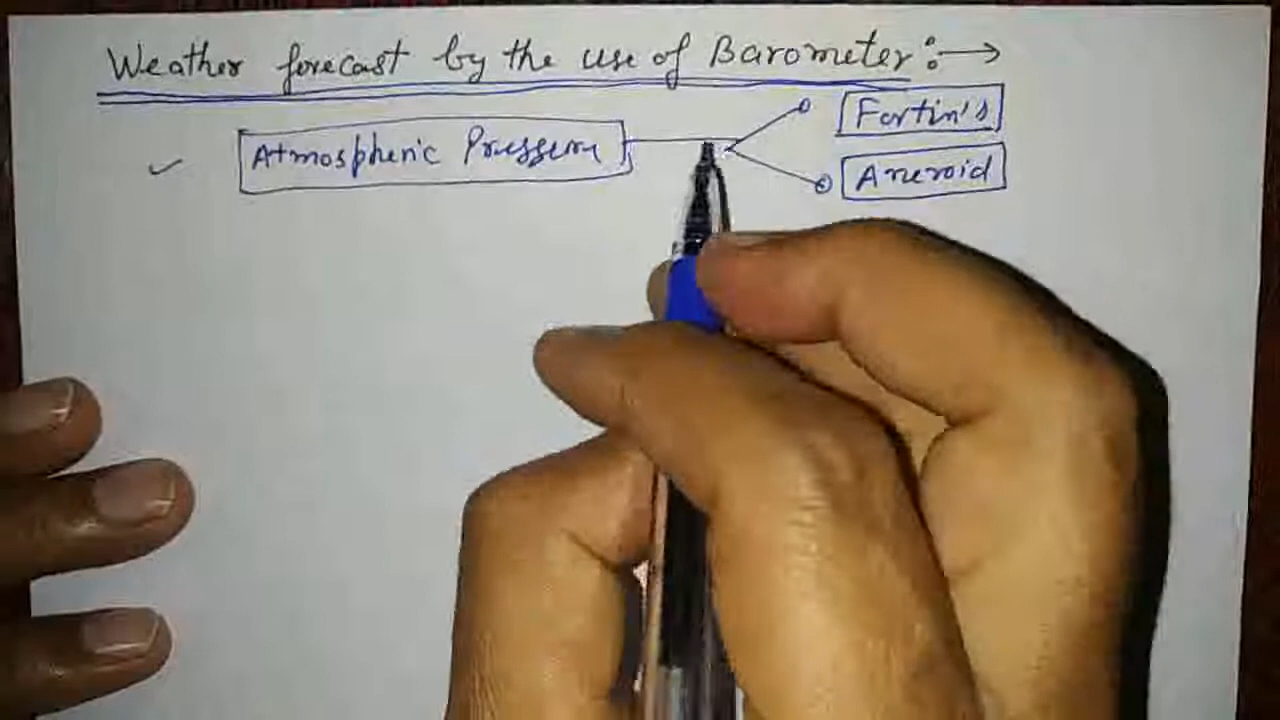 Weather forecast by the use of Barometer :→
Fortin's
✓ Atmospheric Pressure
Aneroid